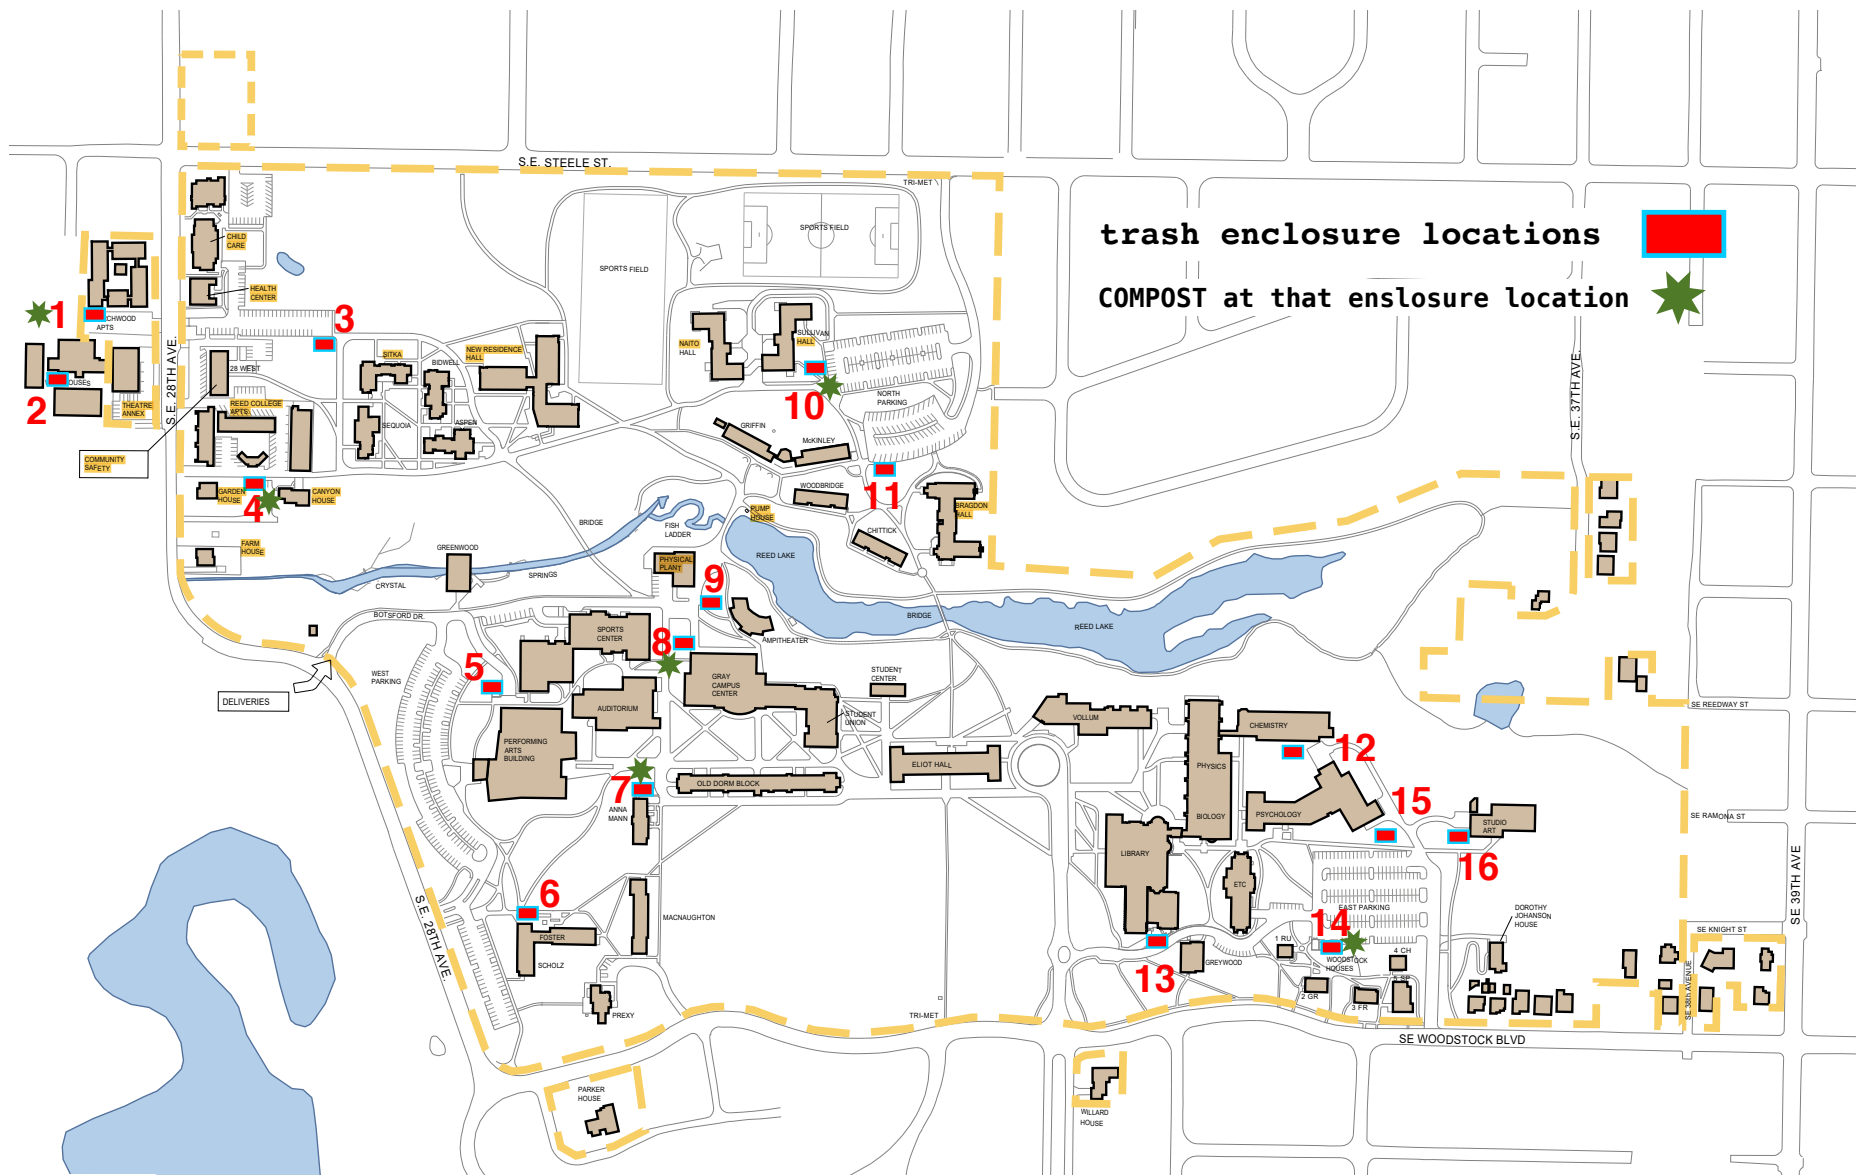 S.E. STEELE ST.
TRI-MET
trash enclosure locations
COMPOST at that enslosure location
SPORTS FIELD
SPORTS FIELD
CHILD
CARE
HEALTH
CENTER
1
APTS
3
2
THEATRE
ANNEX
S.E. 28TH AVE.
28 WEST
REED COLLEGE
APTS
SITKA
BIDWELL
NEW RESIDENCE
HALL
SEQUOIA
ASPEN
NAITO
HALL
SULLIVAN
HALL
10
NORTH
PARKING
S.E. 37TH AVE.
COMMUNITY
SAFETY
GARDEN
HOUSE
4
CANYON
HOUSE
GRIFFIN
McKINLEY
WOODBRIDGE
11
CHITTICK
BRAGDON
HALL
PUMP
HOUSE
BRIDGE
FISH
LADDER
REED LAKE
FARM
HOUSE
GREENWOOD
CRYSTAL
SPRINGS
PHYSICAL
PLANT
9
BOTSFORD DR.
SPORTS
CENTER
8
AMPITHEATER
BRIDGE
REED LAKE
WEST
PARKING
5
DELIVERIES
GRAY
CAMPUS
CENTER
STUDENT
CENTER
STUDENT
UNION
AUDITORIUM
PERFORMING
ARTS
BUILDING
VOLLUM
CHEMISTRY
SE REEDWAY ST
PHYSICS
12
ELIOT HALL
OLD DORM BLOCK
7
ANNA
MANN
BIOLOGY
PSYCHOLOGY
15
STUDIO
ART
16
SE RAMONA ST
LIBRARY
ETC
SE 39TH AVE
6
MACNAUGHTON
FOSTER
SCHOLZ
S.E. 28TH AVE.
EAST PARKING
14
DOROTHY
JOHANSON
HOUSE
SE KNIGHT ST
1 RU
WOODSTOCK
HOUSES
4 CH
5 SP
13
GREYWOOD
2 GR
3 FR
SE 38th AVENUE
PREXY
TRI-MET
SE WOODSTOCK BLVD
PARKER
HOUSE
WILLARD
HOUSE